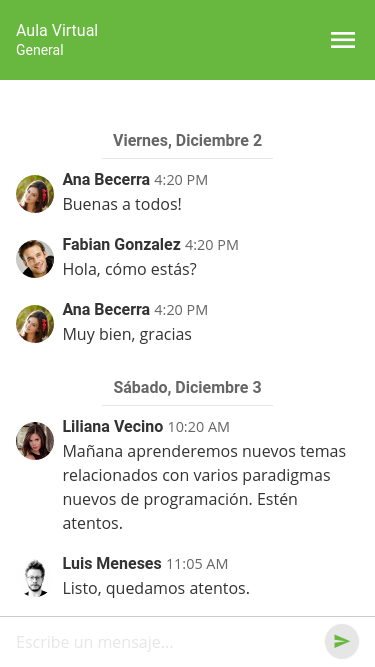 Aula Virtual
General
Viernes, Diciembre 2
Ana Becerra 4:20 PM
Buenas a todos!
Fabian Gonzalez 4:20 PM
Hola, cómo estás?
Ana Becerra 4:20 PM
Muy bien, gracias
Sábado, Diciembre 3
Liliana Vecino 10:20 AM
Mañana aprenderemos nuevos temas
relacionados con varios paradigmas
nuevos de programación. Estén
atentos.
Luis Meneses 11:05 AM
Listo, quedamos atentos.
Escribe un mensaje...